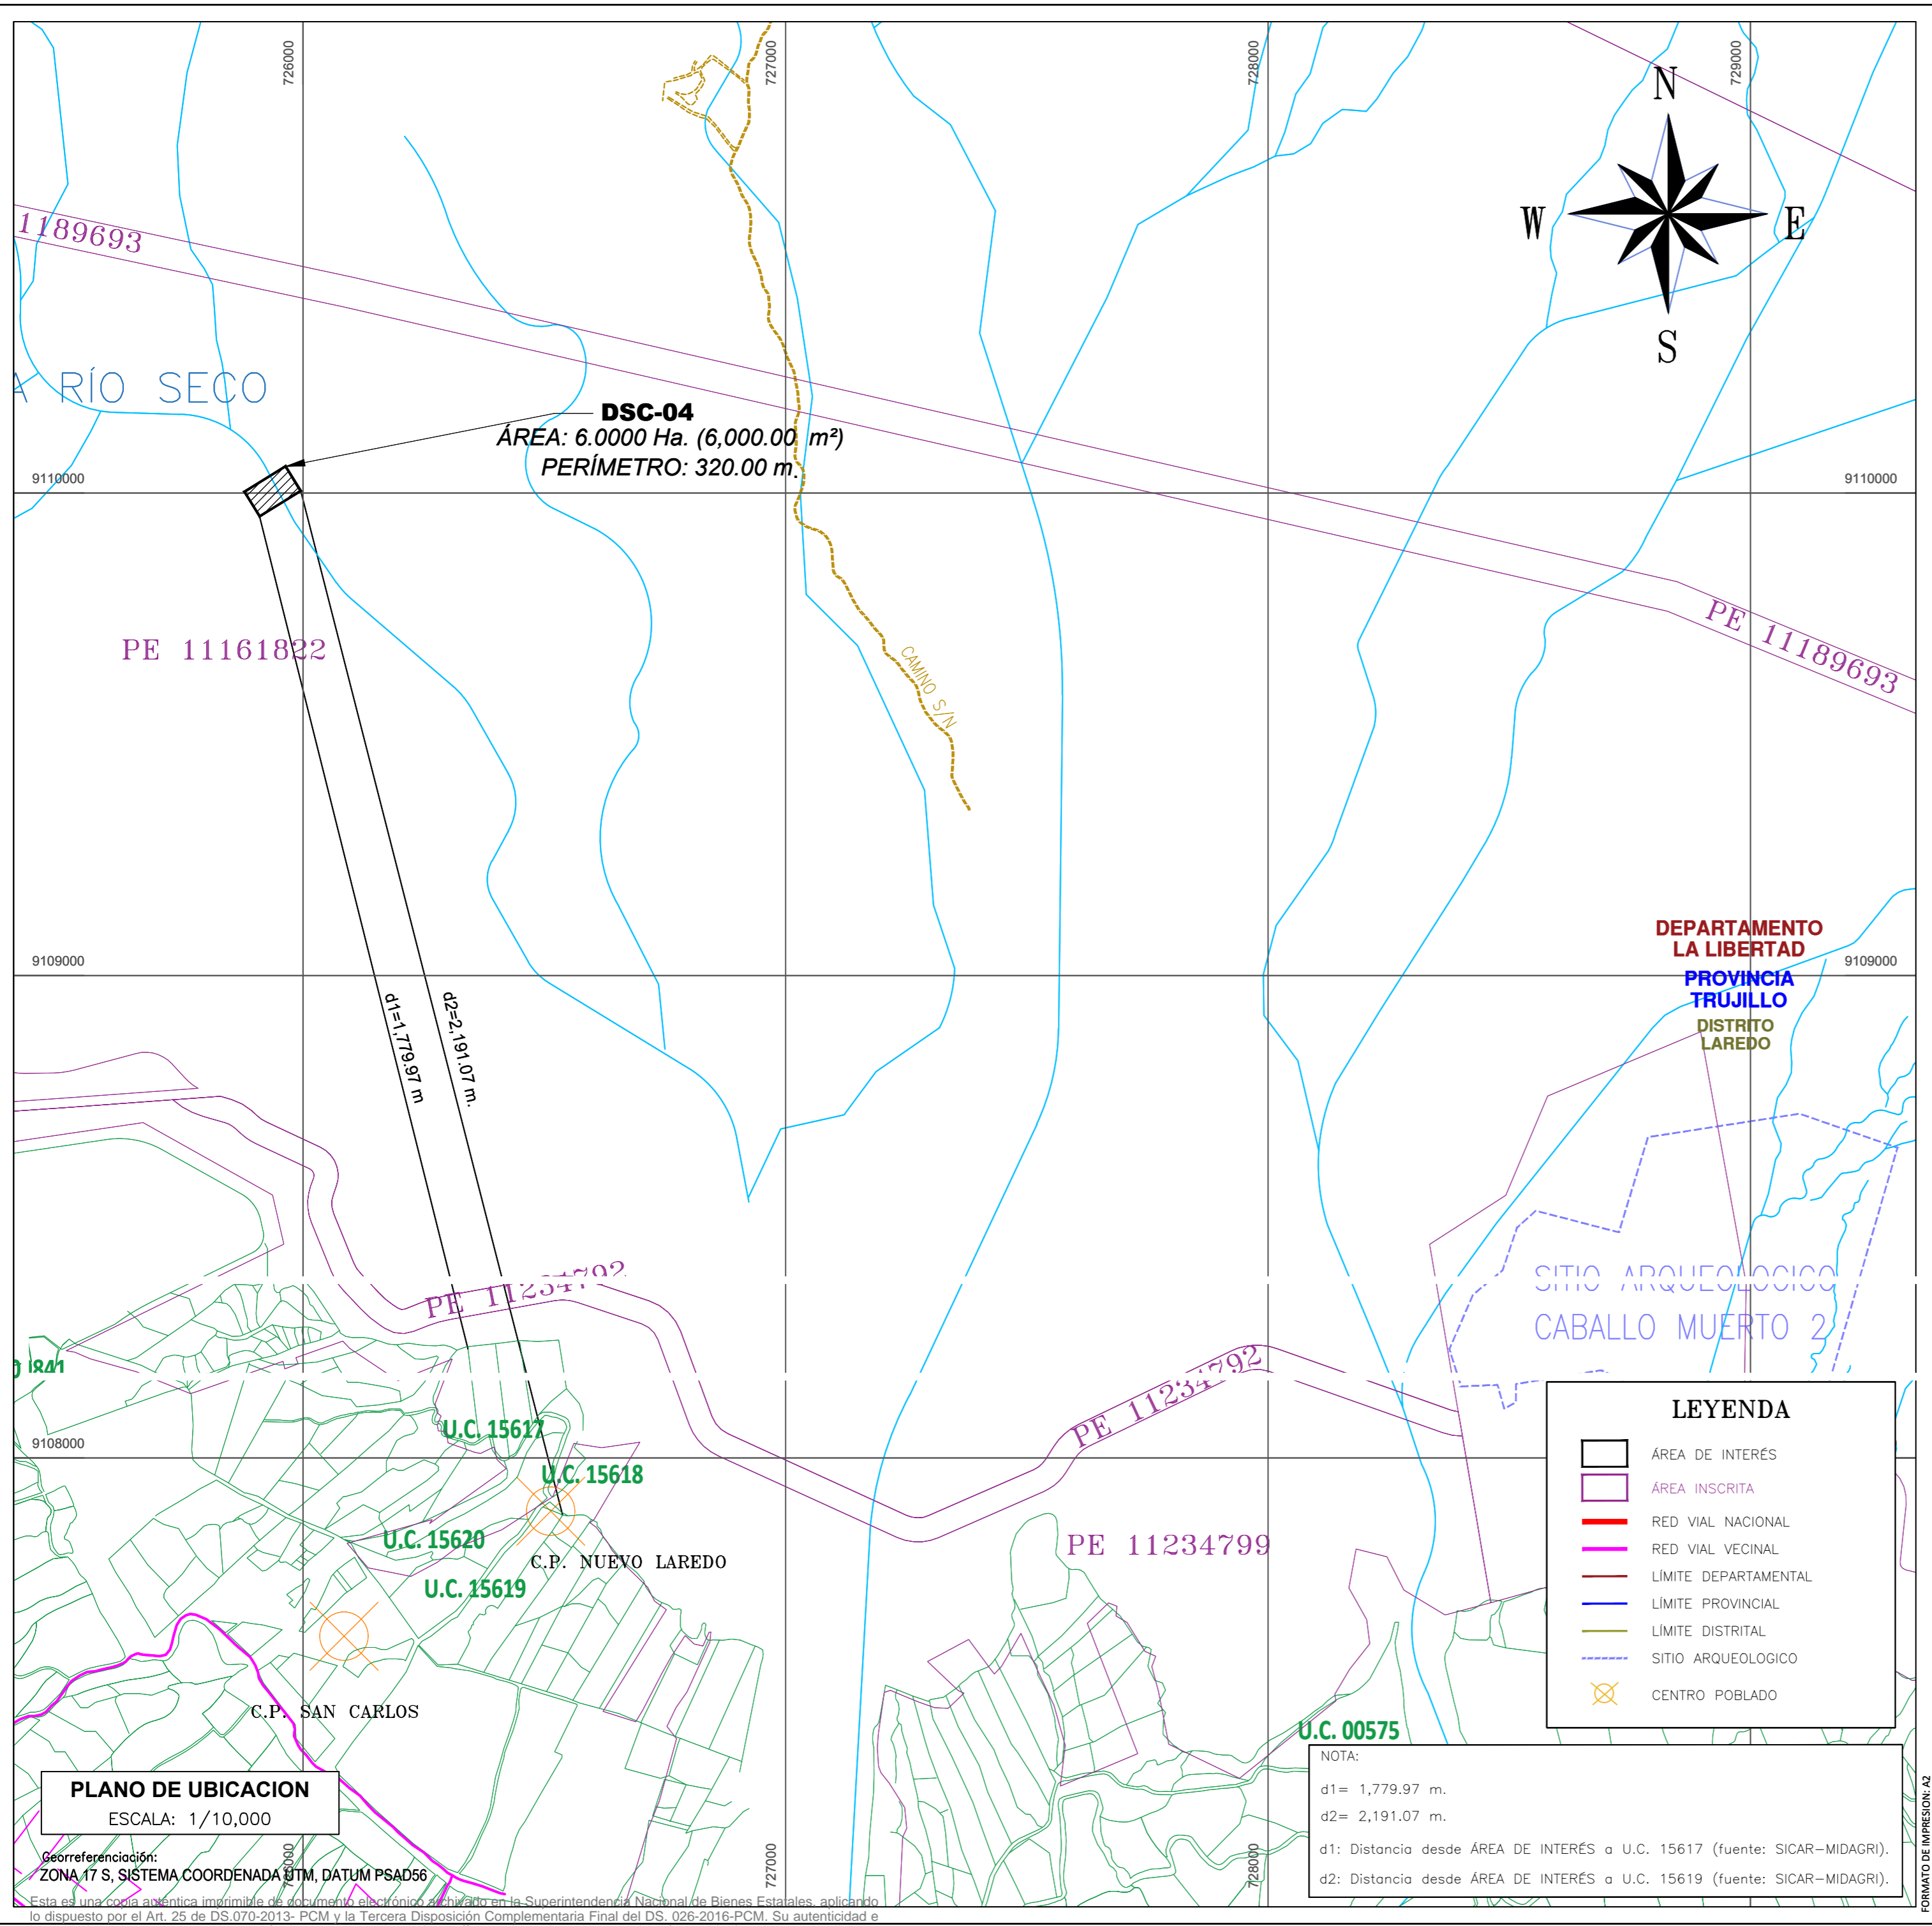 726000
727000
728000
729000
N
W
E
S
1189693
A RÍO SECO
DSC-04
ÁREA: 6.0000 Ha. (6,000.00 m²)
PERÍMETRO: 320.00 m.
9110000
9110000
PE 11161822
CAMINO S/N
PE 11189693
DEPARTAMENTO
LA LIBERTAD
PROVINCIA
TRUJILLO
DISTRITO
LAREDO
9109000
9109000
d1=1,779.97 m
d2=2,191.07 m.
PE 11234792
SITIO ARQUEOLOGICO
CABALLO MUERTO 2
PE 11234792
U.C. 15617
9108000
U.C. 15618
U.C. 15620
C.P. NUEVO LAREDO
U.C. 15619
PE 11234799
C.P. SAN CARLOS
U.C. 00575
LEYENDA
ÁREA DE INTERÉS
ÁREA INSCRITA
RED VIAL NACIONAL
RED VIAL VECINAL
LÍMITE DEPARTAMENTAL
LÍMITE PROVINCIAL
LÍMITE DISTRITAL
SITIO ARQUEOLOGICO
CENTRO POBLADO
NOTA:
d1= 1,779.97 m.
d2= 2,191.07 m.
d1: Distancia desde ÁREA DE INTERÉS a U.C. 15617 (fuente: SICAR-MIDAGRI).
d2: Distancia desde ÁREA DE INTERÉS a U.C. 15619 (fuente: SICAR-MIDAGRI).
PLANO DE UBICACION
ESCALA: 1/10,000
Georreferenciación:
ZONA 17 S, SISTEMA COORDENADA UTM, DATUM PSAD56
726000
727000
728000
Esta es una copia auténtica imprimible de documento electrónico archivado en la Superintendencia Nacional de Bienes Estatales, aplicando
lo dispuesto por el Art. 25 de DS.070-2013- PCM y la Tercera Disposición Complementaria Final del DS. 026-2016-PCM. Su autenticidad e
FORMATO DE IMPRESION: A2